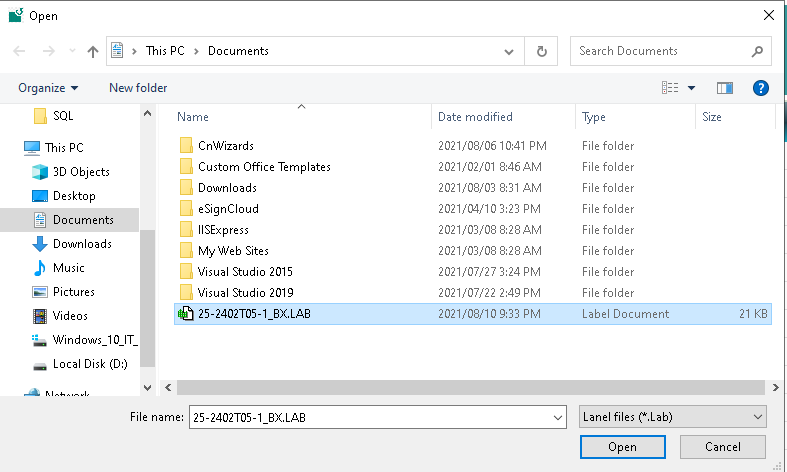 Open
This PC > Documents
Search Documents
Organize
New folder
Name
Date modified
Type
Size
SQL
This PC
3D Objects
Desktop
Documents
Downloads
Music
Pictures
Videos
Windows_10_IT_
Local Disk (D:)
Network
CnWizards 2021/08/06 10:41 PM File folder
Custom Office Templates 2021/02/01 8:46 AM File folder
Downloads 2021/08/03 8:31 AM File folder
eSignCloud 2021/04/10 3:23 PM File folder
IISExpress 2021/03/08 8:28 AM File folder
My Web Sites 2021/03/08 8:28 AM File folder
Visual Studio 2015 2021/07/27 3:24 PM File folder
Visual Studio 2019 2021/07/22 2:49 PM File folder
25-2402T05-1_BX.LAB 2021/08/10 9:33 PM Label Document 21 KB
File name: 25-2402T05-1_BX.LAB
Lanel files (*.Lab)
Open
Cancel